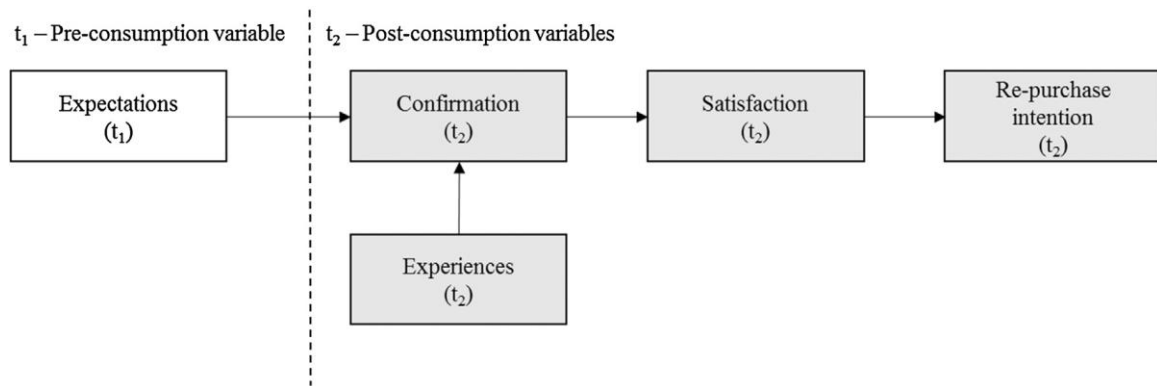 t₁ – Pre-consumption variable
t₂ – Post-consumption variables
Expectations
(t₁)
Confirmation
(t₂)
Satisfaction
(t₂)
Re-purchase
intention
(t₂)
Experiences
(t₂)